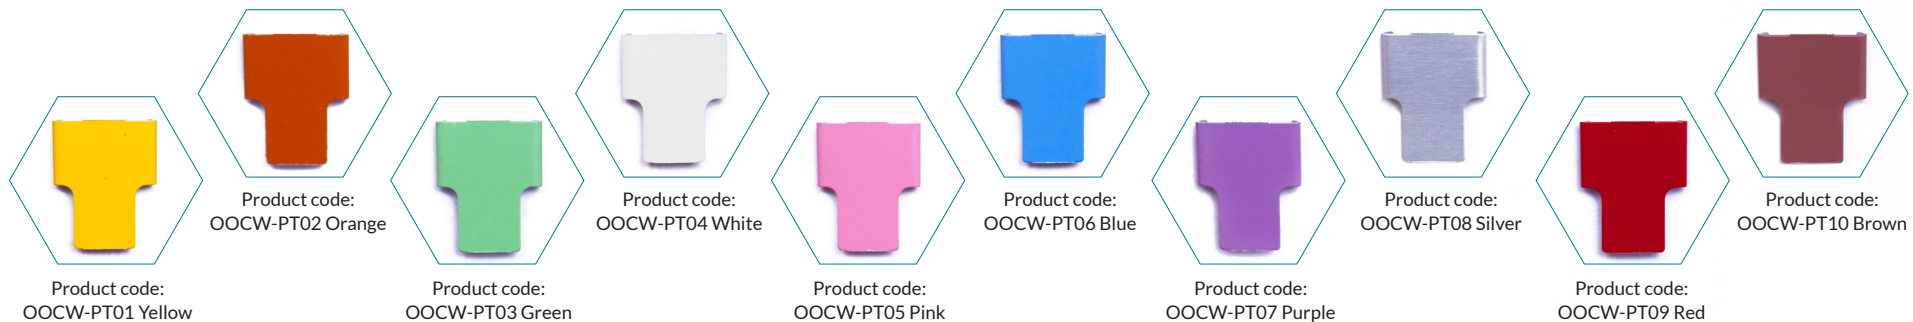 Product code:
OOCW-PT01 Yellow
Product code:
OOCW-PT02 Orange
Product code:
OOCW-PT03 Green
Product code:
OOCW-PT04 White
Product code:
OOCW-PT05 Pink
Product code:
OOCW-PT06 Blue
Product code:
OOCW-PT07 Purple
Product code:
OOCW-PT08 Silver
Product code:
OOCW-PT09 Red
Product code:
OOCW-PT10 Brown